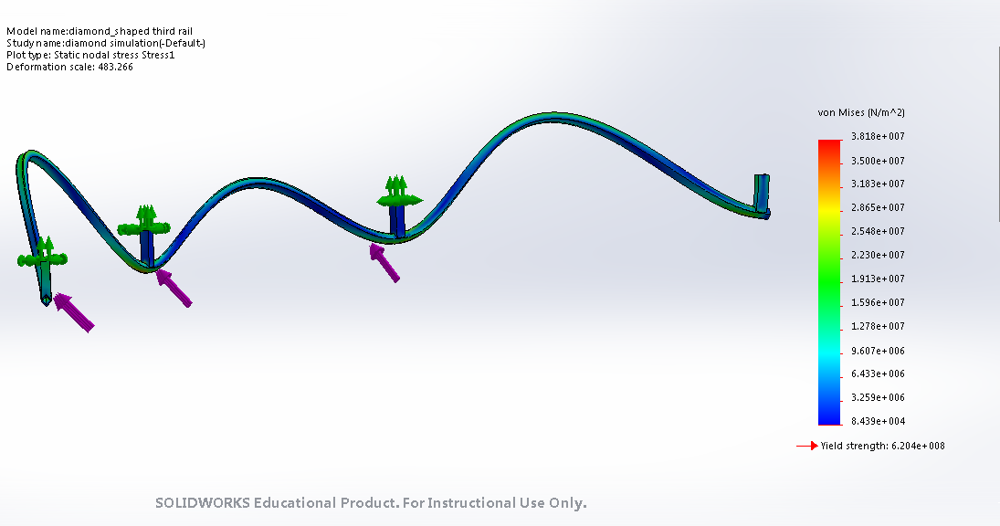 Model name:diamond_shaped third rail
Study name:diamond simulation(-Default-)
Plot type: Static nodal stress Stress1
Deformation scale: 483.266
von Mises (N/m^2)
3.818e+007
3.500e+007
3.183e+007
2.865e+007
2.548e+007
2.230e+007
1.913e+007
1.596e+007
1.278e+007
9.607e+006
6.433e+006
3.259e+006
8.439e+004
Yield strength: 6.204e+008
SOLIDWORKS Educational Product. For Instructional Use Only.